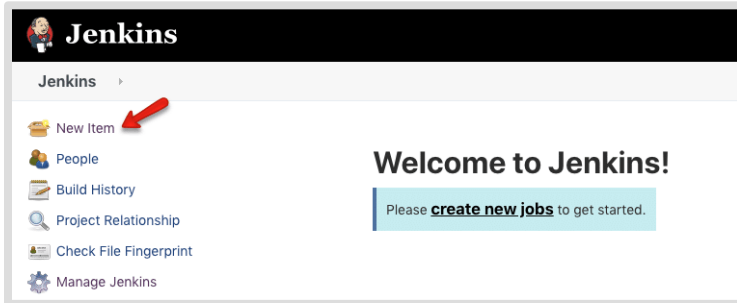 Jenkins
Jenkins
New Item
People
Build History
Project Relationship
Check File Fingerprint
Manage Jenkins
Welcome to Jenkins!
Please create new jobs to get started.